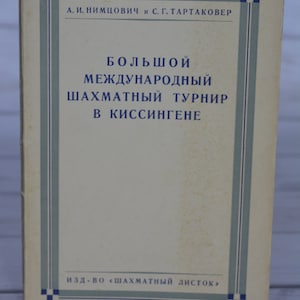 А. И. НИМЦОВИЧ и С. Г. ТАРТАКОВЕР
БОЛЬШОЙ
МЕЖДУНАРОДНЫЙ
ШАХМАТНЫЙ ТУРНИР
В КИССИНГЕНЕ
ИЗД-ВО «ШАХМАТНЫЙ ЛИСТОК»